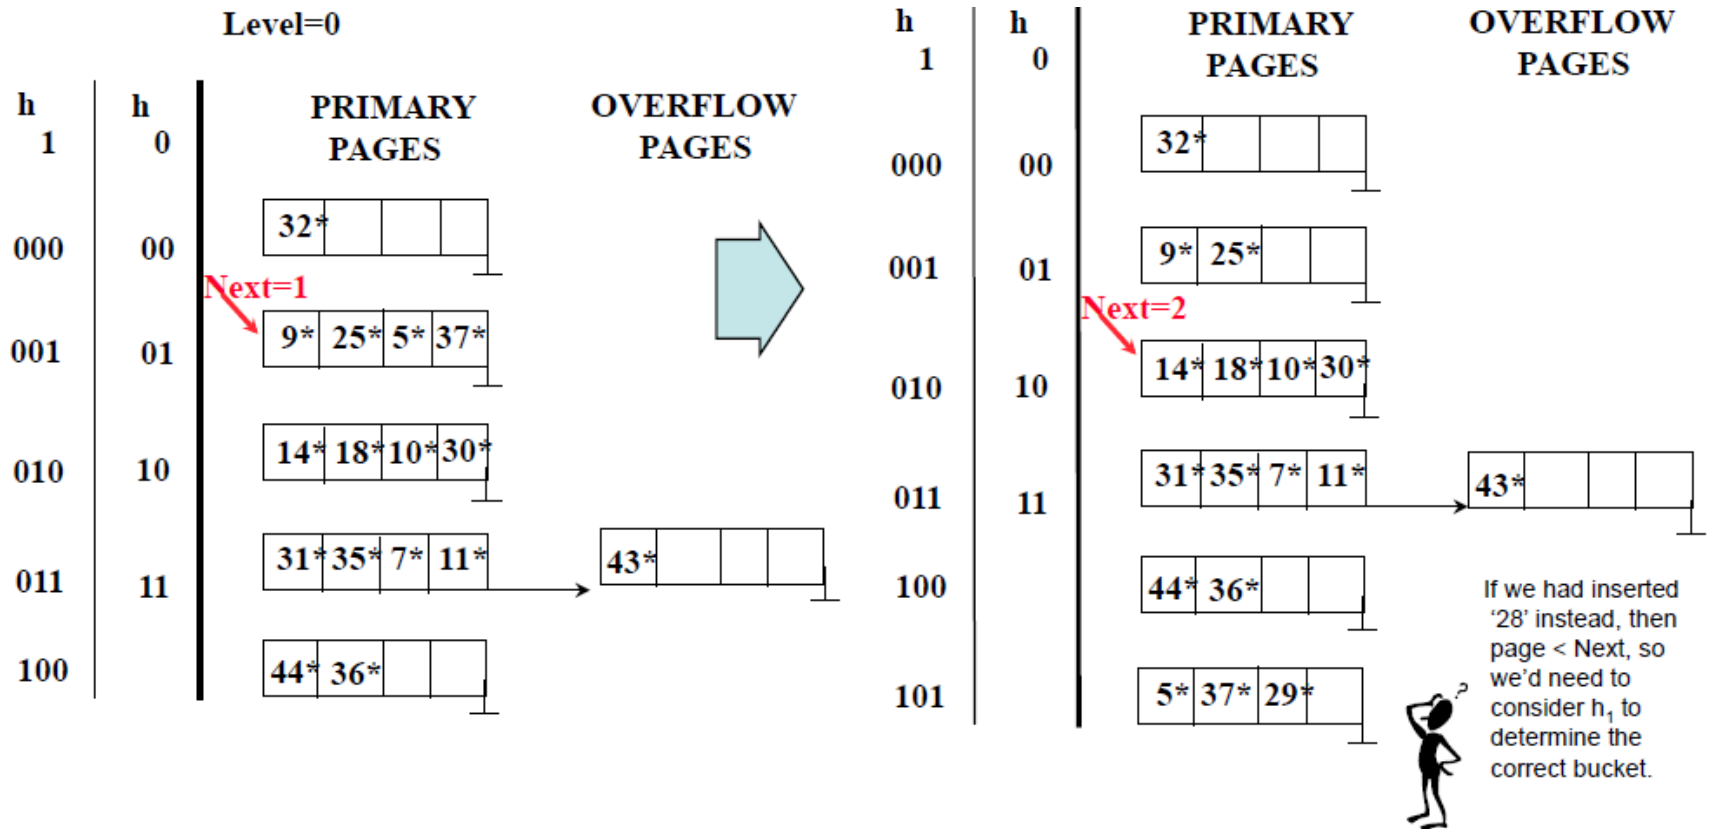 Level=0
h
1
h
0
PRIMARY
PAGES
OVERFLOW
PAGES
000
00
32*
Next=1
001
01
9* 25* 5* 37*
010
10
14* 18* 10* 30*
011
11
31* 35* 7* 11*
43*
100
44* 36*
h
1
h
0
PRIMARY
PAGES
OVERFLOW
PAGES
000
00
32*
001
01
9* 25*
Next=2
010
10
14* 18* 10* 30*
011
11
31* 35* 7* 11*
43*
100
44* 36*
101
5* 37* 29*
If we had inserted
‘28’ instead, then
page < Next, so
we’d need to
consider h1 to
determine the
correct bucket.
?